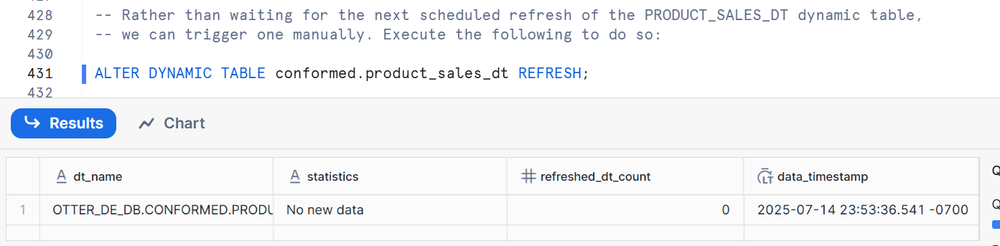 428 -- Rather than waiting for the next scheduled refresh of the PRODUCT_SALES_DT dynamic table,
429 -- we can trigger one manually. Execute the following to do so:
430
431 ALTER DYNAMIC TABLE conformed.product_sales_dt REFRESH;
432
Results Chart
dt_name statistics refreshed_dt_count data_timestamp
1 OTTER_DE_DB.CONFORMED.PRODU No new data 0 2025-07-14 23:53:36.541 -0700